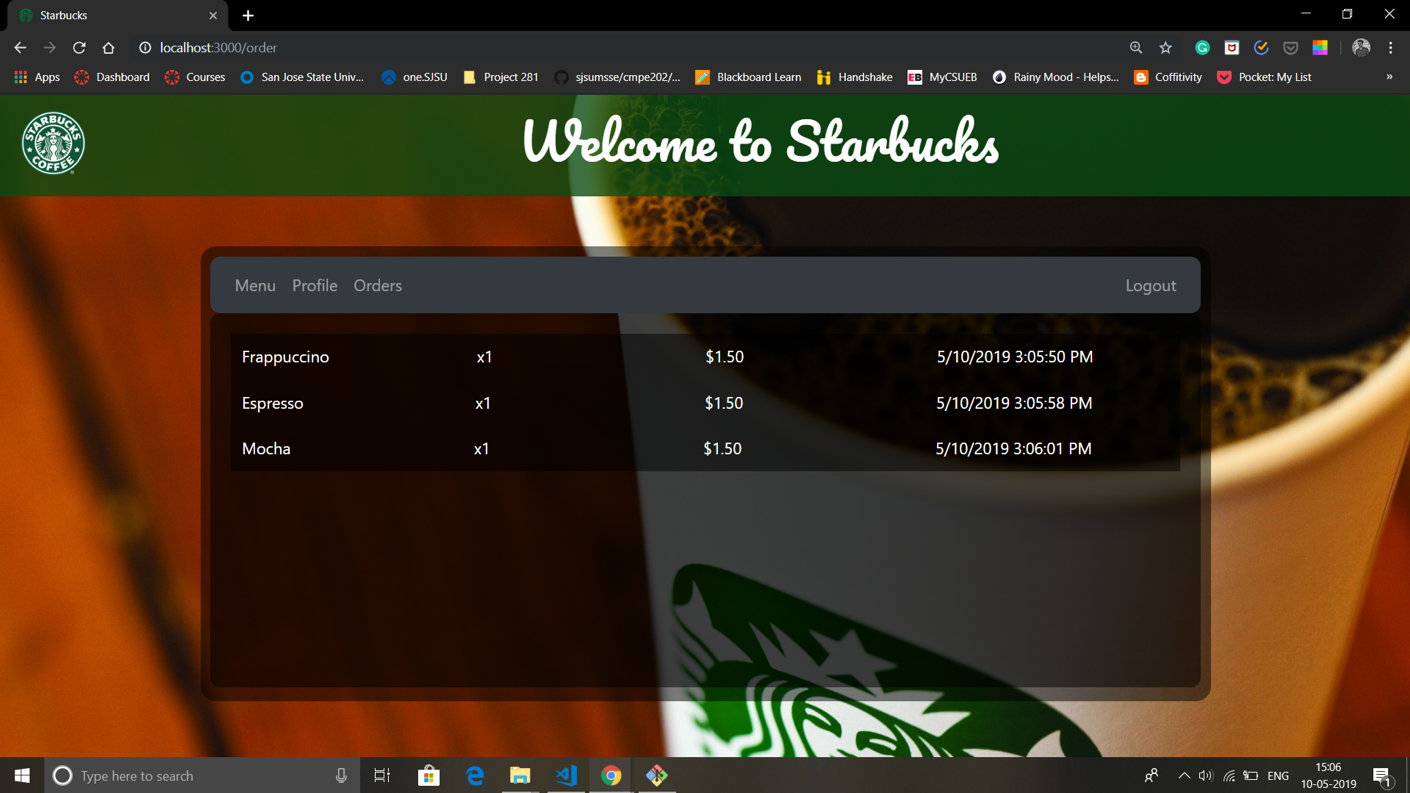 Starbucks
localhost:3000/order
Apps Dashboard Courses San Jose State Univ... one.SJSU Project 281 sjsumsse/cmpe202/... Blackboard Learn Handshake EB MyCSUEB Rainy Mood - Helps... Coffitivity Pocket: My List »
STARBUCKS COFFEE
Welcome to Starbucks
Menu Profile Orders Logout
Frappuccino x1 $1.50 5/10/2019 3:05:50 PM
Espresso x1 $1.50 5/10/2019 3:05:58 PM
Mocha x1 $1.50 5/10/2019 3:06:01 PM
Type here to search ENG 15:06
10-05-2019 1